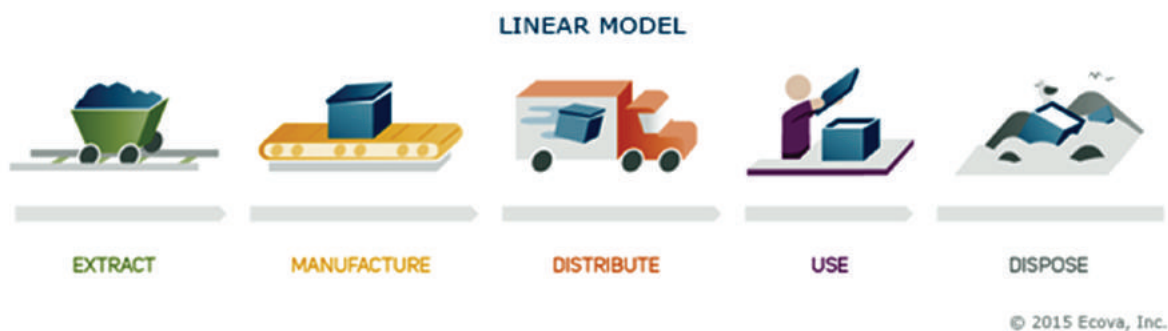 LINEAR MODEL
EXTRACT
MANUFACTURE
DISTRIBUTE
USE
DISPOSE
© 2015 Ecova, Inc.